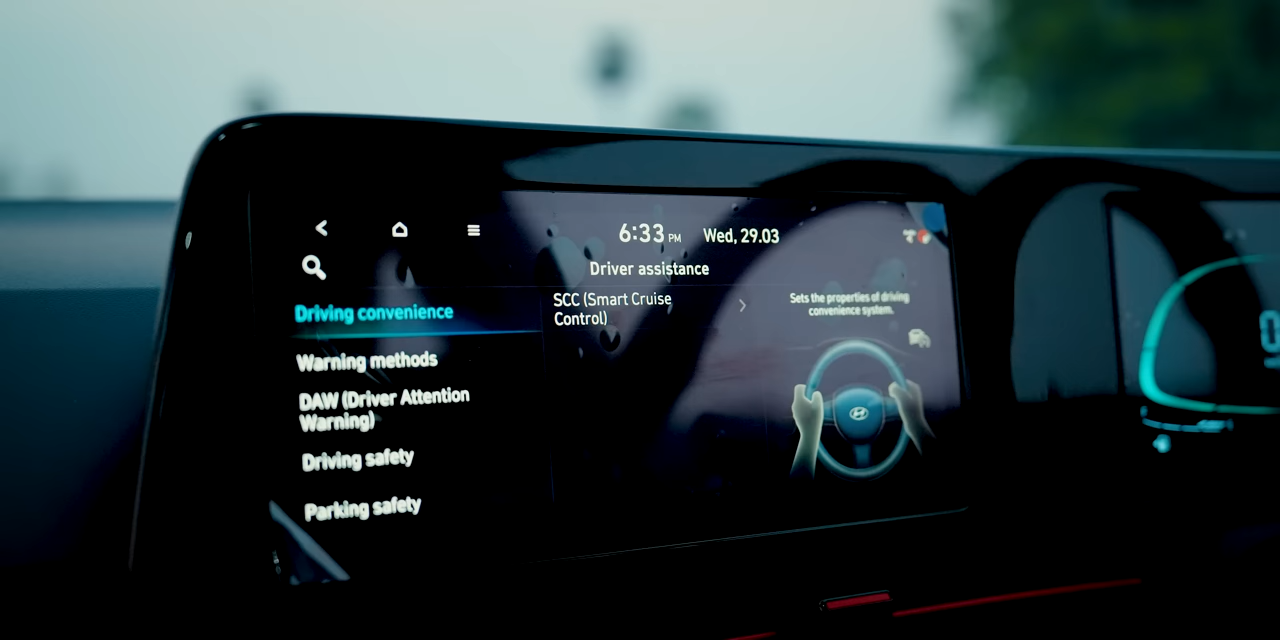 6:33 PM Wed, 29.03
Driver assistance
Driving convenience
Warning methods
DAW (Driver Attention
Warning)
Driving safety
Parking safety
SCC (Smart Cruise
Control)
Sets the properties of driving
convenience system.
0